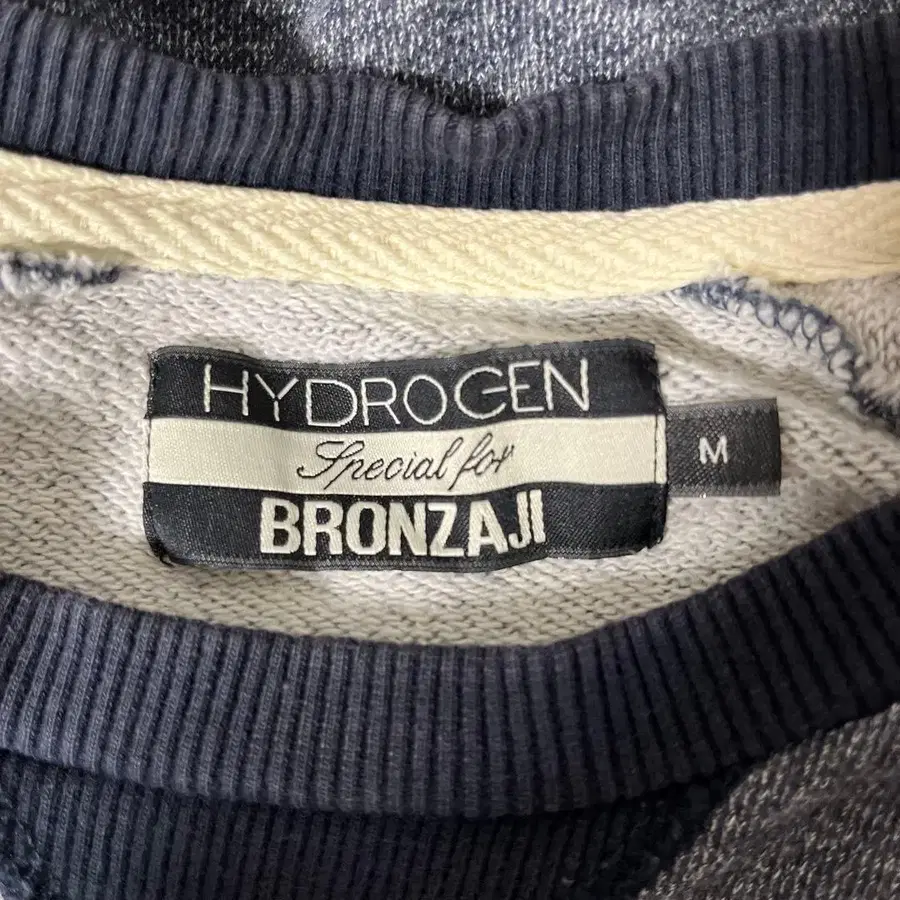 HYDROGEN
Special for
BRONZAJI
M